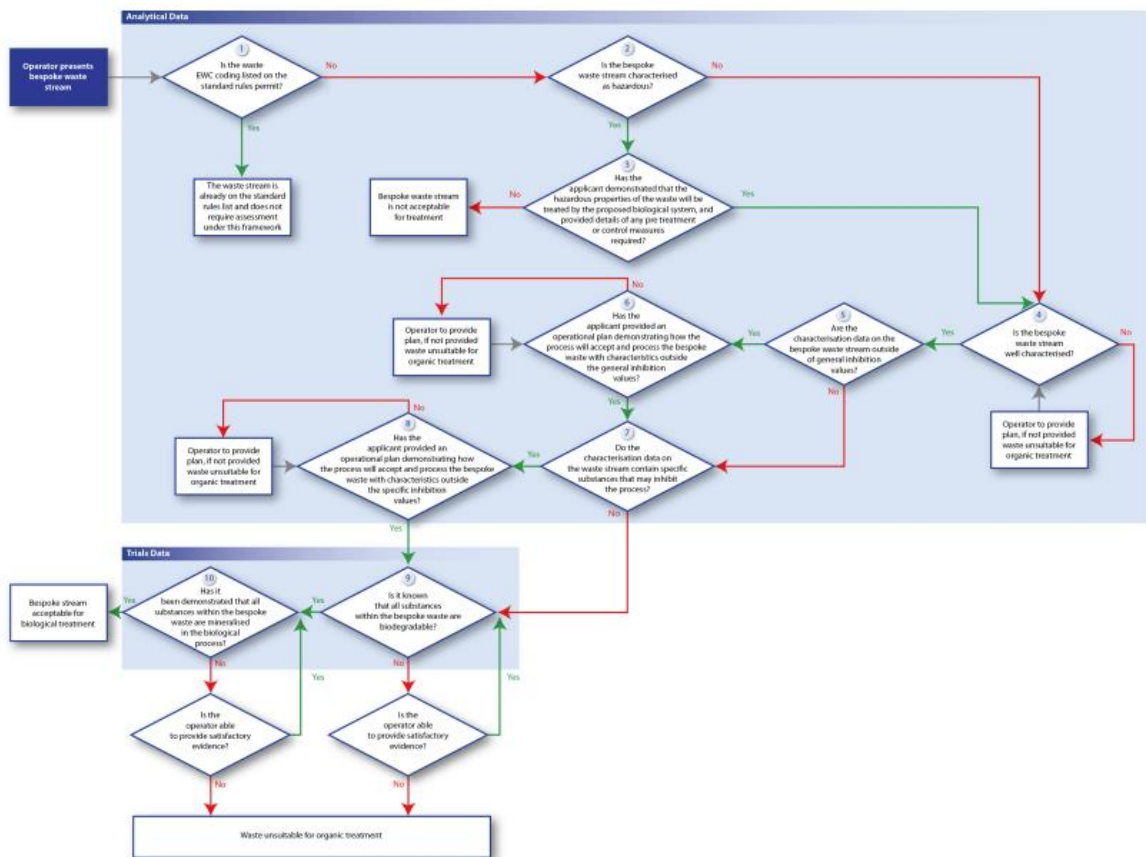 Analytical Data
Operator presents
bespoke waste
stream
1
Is the waste
EWC coding listed on the
standard rules permit?
No
Yes
The waste stream is
already on the standard
rules list and does not
require assessment
under this framework
2
Is the bespoke
waste stream characterised
as hazardous?
No
Yes
3
Has the
applicant demonstrated that the
hazardous properties of the waste will be
treated by the proposed biological system, and
provided details of any pre treatment
or control measures
required?
No
Yes
Bespoke waste stream
is not acceptable
for treatment
4
Is the bespoke
waste stream
well characterised?
No
Yes
Operator to provide
plan, if not provided
waste unsuitable for
organic treatment
5
Are the
characterisation data on the
bespoke waste stream outside
of general inhibition
values?
Yes
No
6
Has the
applicant provided an
operational plan demonstrating how the
process will accept and process the bespoke
waste with characteristics outside
the general inhibition
values?
No
Yes
Operator to provide
plan, if not provided
waste unsuitable for
organic treatment
7
Do the
characterisation data on
the waste stream contain specific
substances that may inhibit
the process?
Yes
No
8
Has the
applicant provided an
operational plan demonstrating how
the process will accept and process the bespoke
waste with characteristics outside
the specific inhibition
values?
No
Yes
Operator to provide
plan, if not provided
waste unsuitable for
organic treatment
Trials Data
9
Is it known
that all substances
within the bespoke waste are
biodegradable?
Yes
No
10
Has it
been demonstrated that all
substances within the bespoke
waste are mineralised
in the biological
process?
Yes
No
Bespoke stream
acceptable for
biological treatment
Is the
operator able
to provide satisfactory
evidence?
Yes
No
Is the
operator able
to provide satisfactory
evidence?
Yes
No
Waste unsuitable for organic treatment